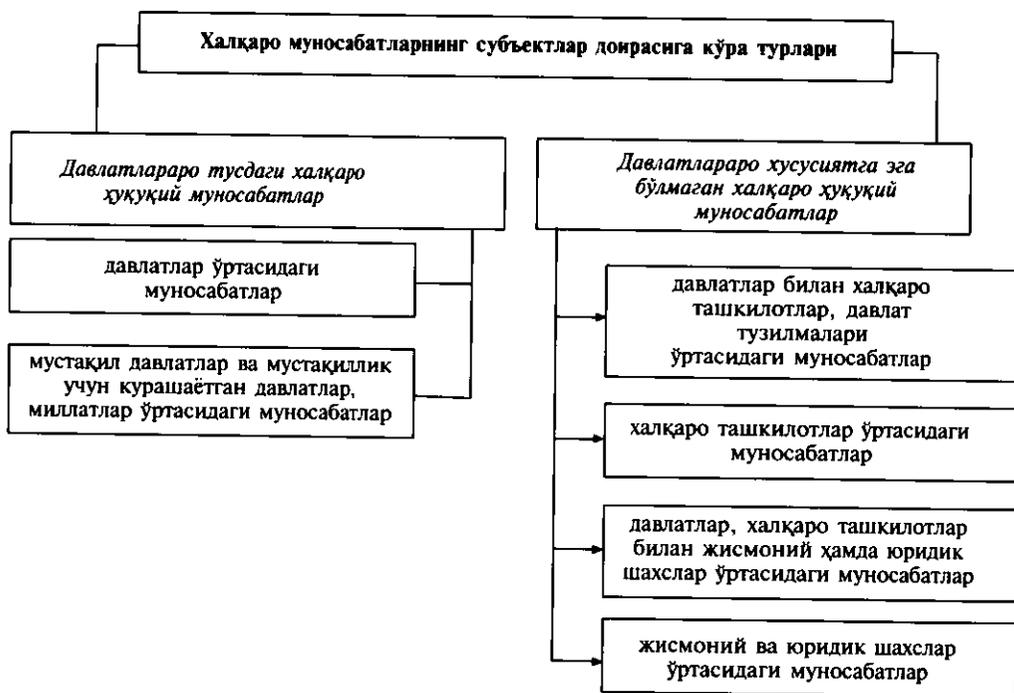 Халқаро муносабатларнинг субъектлар доирасига кўра турлари
Давлатлараро тусдаги халқаро
ҳуқуқий муносабатлар
давлатлар ўртасидаги
муносабатлар
мустақил давлатлар ва мустақиллик
учун курашаётган давлатлар,
миллатлар ўртасидаги муносабатлар
Давлатлараро хусусиятга эга
бўлмаган халқаро ҳуқуқий
муносабатлар
давлатлар билан халқаро
ташкилотлар, давлат
тузилмалари
ўртасидаги муносабатлар
халқаро ташкилотлар ўртасидаги
муносабатлар
давлатлар, халқаро ташкилотлар
билан жисмоний ҳамда юридик
шахслар ўртасидаги муносабатлар
жисмоний ва юридик шахслар
ўртасидаги муносабатлар